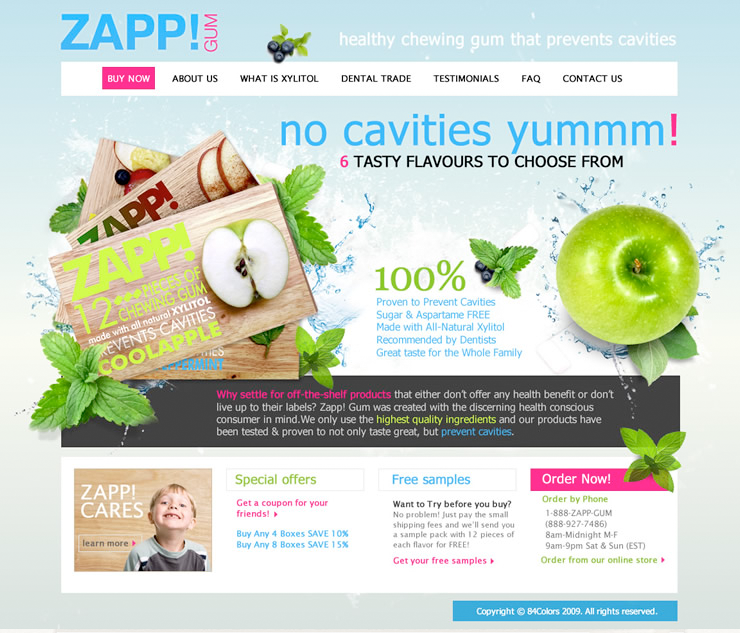 ZAPP! GUM
healthy chewing gum that prevents cavities
BUY NOW ABOUT US WHAT IS XYLITOL DENTAL TRADE TESTIMONIALS FAQ CONTACT US
no cavities yummm!
6 TASTY FLAVOURS TO CHOOSE FROM
ZAPP!
ZAPP!
12 PIECES OF
CHEWING GUM
made with all natural XYLITOL
PREVENTS CAVITIES
COOLAPPLE
100%
Proven to Prevent Cavities
Sugar & Aspartame FREE
Made with All-Natural Xylitol
Recommended by Dentists
Great taste for the Whole Family
Why settle for off-the-shelf products that either don't offer any health benefit or don't
live up to their labels? Zapp! Gum was created with the discerning health conscious
consumer in mind.We only use the highest quality ingredients and our products have
been tested & proven to not only taste great, but prevent cavities.
ZAPP!
CARES
learn more
Special offers
Get a coupon for your
friends!
Buy Any 4 Boxes SAVE 10%
Buy Any 8 Boxes SAVE 15%
Free samples
Want to Try before you buy?
No problem! Just pay the small
shipping fees and we'll send you
a sample pack with 12 pieces of
each flavor for FREE!
Get your free samples
Order Now!
Order by Phone
1-888-ZAPP-GUM
(888-927-7486)
8am-Midnight M-F
9am-9pm Sat & Sun (EST)
Order from our online store
Copyright © 84Colors 2009. All rights reserved.